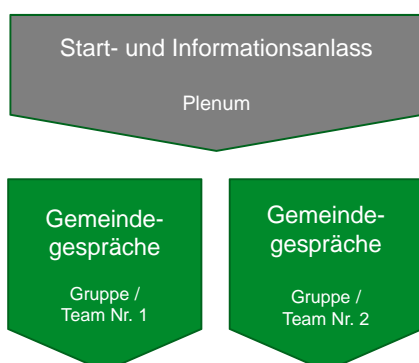 Start- und Informationsanlass
Plenum
Gemeinde-
gespräche
Gruppe /
Team Nr. 1
Gemeinde-
gespräche
Gruppe /
Team Nr. 2